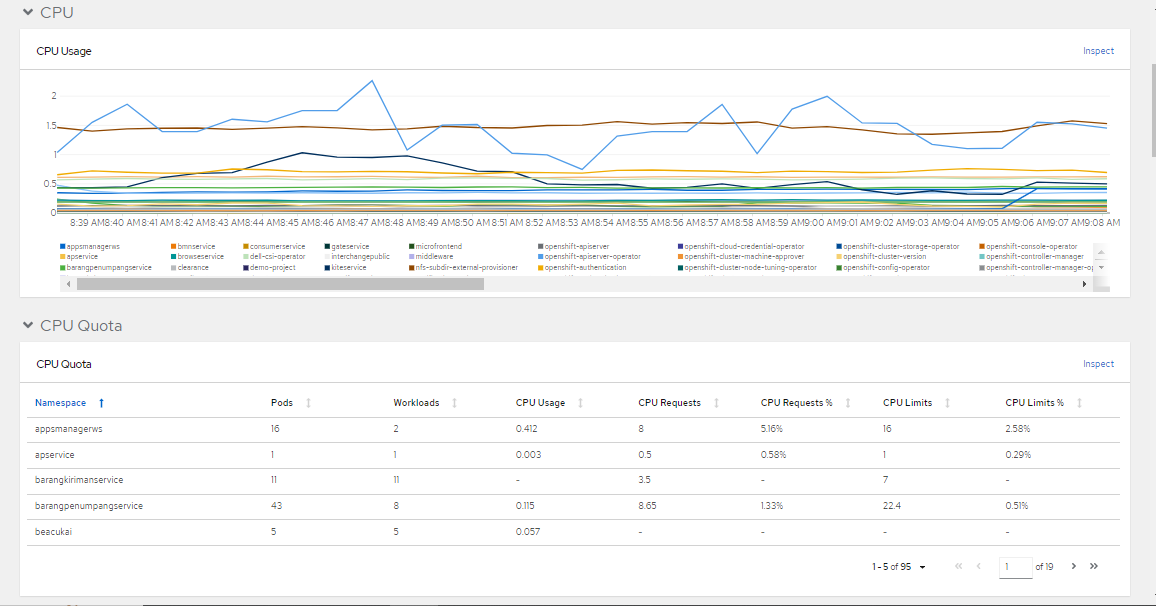 CPU
CPU Usage Inspect
2
1.5
1
0.5
0
8:39 AM 8:40 AM 8:41 AM 8:42 AM 8:43 AM 8:44 AM 8:45 AM 8:46 AM 8:47 AM 8:48 AM 8:49 AM 8:50 AM 8:51 AM 8:52 AM 8:53 AM 8:54 AM 8:55 AM 8:56 AM 8:57 AM 8:58 AM 8:59 AM 9:00 AM 9:01 AM 9:02 AM 9:03 AM 9:04 AM 9:05 AM 9:06 AM 9:07 AM 9:08 AM
appsmanagerws bmnservice consumerservice gateservice microfrontend openshift-apiserver openshift-cloud-credential-operator openshift-cluster-storage-operator openshift-console-operator
apservice browseservice dell-csi-operator interchangepublic middleware openshift-apiserver-operator openshift-cluster-machine-approver openshift-cluster-version openshift-controller-manager
barangpenumpangservice clearance demo-project kiteservice nfs-subdir-external-provisioner openshift-authentication openshift-cluster-node-tuning-operator openshift-config-operator openshift-controller-manager-op
CPU Quota
CPU Quota Inspect
Namespace Pods Workloads CPU Usage CPU Requests CPU Requests % CPU Limits CPU Limits %
appsmanagerws 16 2 0.412 8 5.16% 16 2.58%
apservice 1 1 0.003 0.5 0.58% 1 0.29%
barangkirimanservice 11 11 - 3.5 - 7 -
barangpenumpangservice 43 8 0.115 8.65 1.33% 22.4 0.51%
beacukai 5 5 0.057 - - - -
1 - 5 of 95 1 of 19